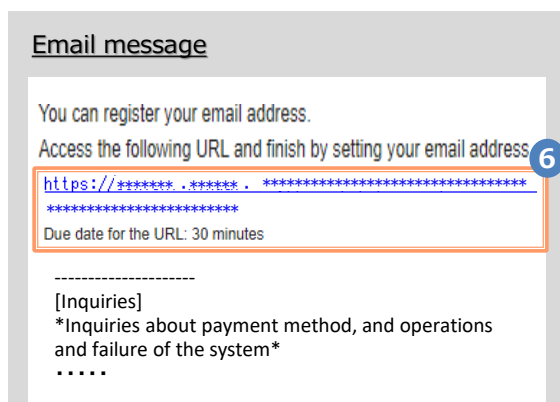 Email message
You can register your email address.
Access the following URL and finish by setting your email address.
6
https://*******.******. *********************************
************************
Due date for the URL: 30 minutes
---------------------
[Inquiries]
*Inquiries about payment method, and operations
and failure of the system*
・・・・・